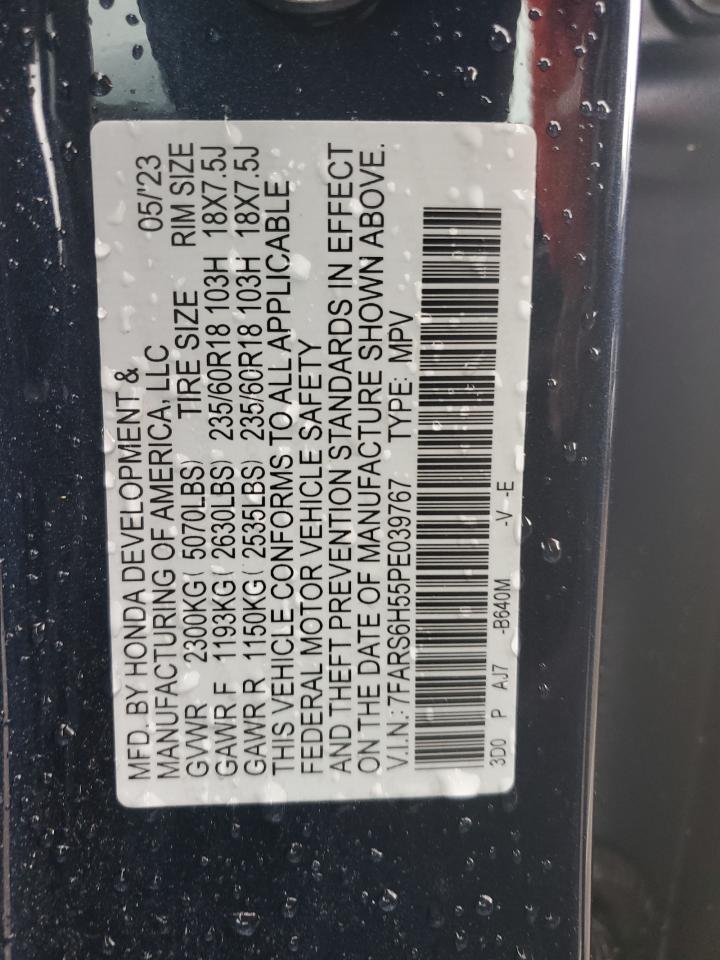 MFD. BY HONDA DEVELOPMENT & 05/'23
MANUFACTURING OF AMERICA, LLC RIM SIZE
GVWR 2300KG( 5070LBS) TIRE SIZE 18X7.5J
GAWR F 1193KG( 2630LBS) 235/60R18 103H 18X7.5J
GAWR R 1150KG( 2535LBS) 235/60R18 103H
THIS VEHICLE CONFORMS TO ALL APPLICABLE
FEDERAL MOTOR VEHICLE SAFETY
AND THEFT PREVENTION STANDARDS IN EFFECT
ON THE DATE OF MANUFACTURE SHOWN ABOVE.
V.I.N.:7FARS6H55PE039767 TYPE: MPV
3D0 P AJ7 -B640M -V -E